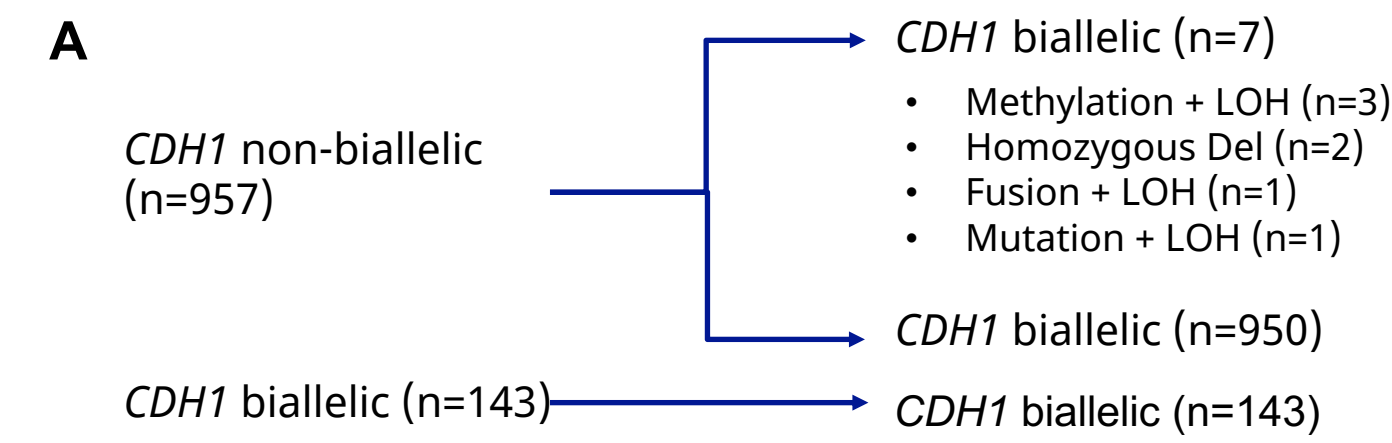 A
CDH1 non-biallelic
(n=957)
CDH1 biallelic (n=7)
• Methylation + LOH (n=3)
• Homozygous Del (n=2)
• Fusion + LOH (n=1)
• Mutation + LOH (n=1)
CDH1 biallelic (n=950)
CDH1 biallelic (n=143)
CDH1 biallelic (n=143)